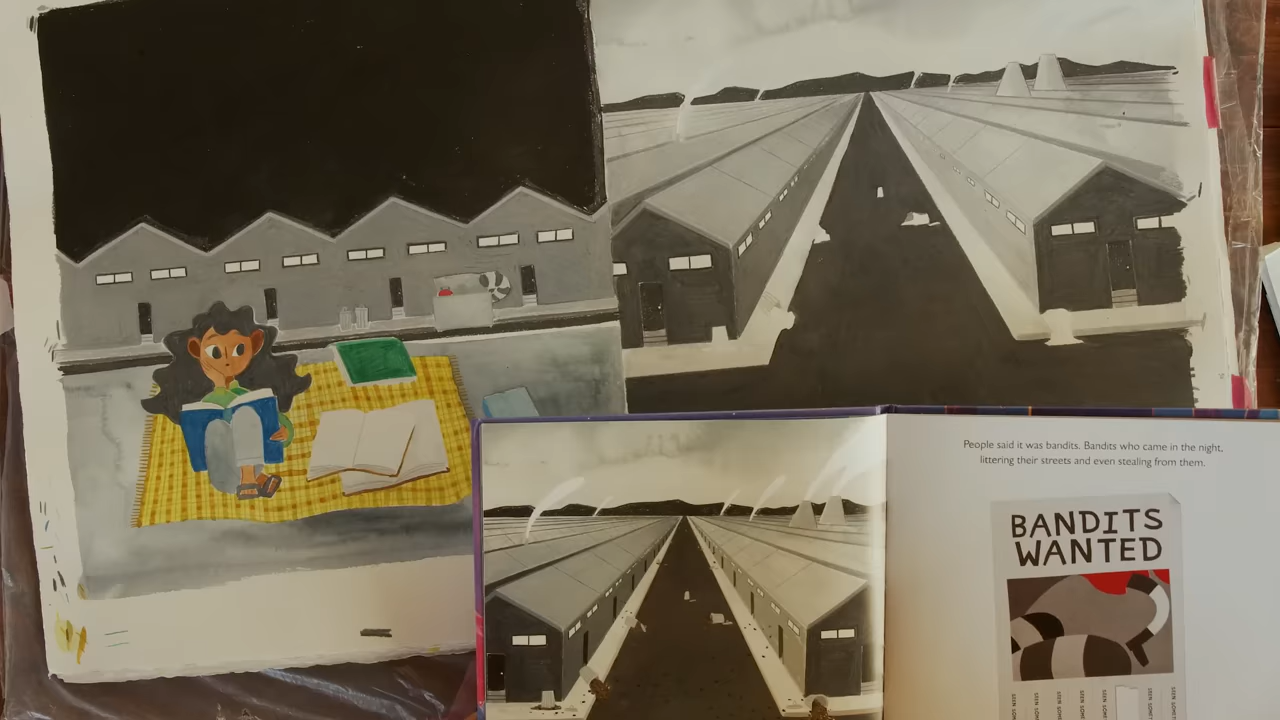 People said it was bandits. Bandits who came in the night,
littering their streets and even stealing from them.
BANDITS
WANTED